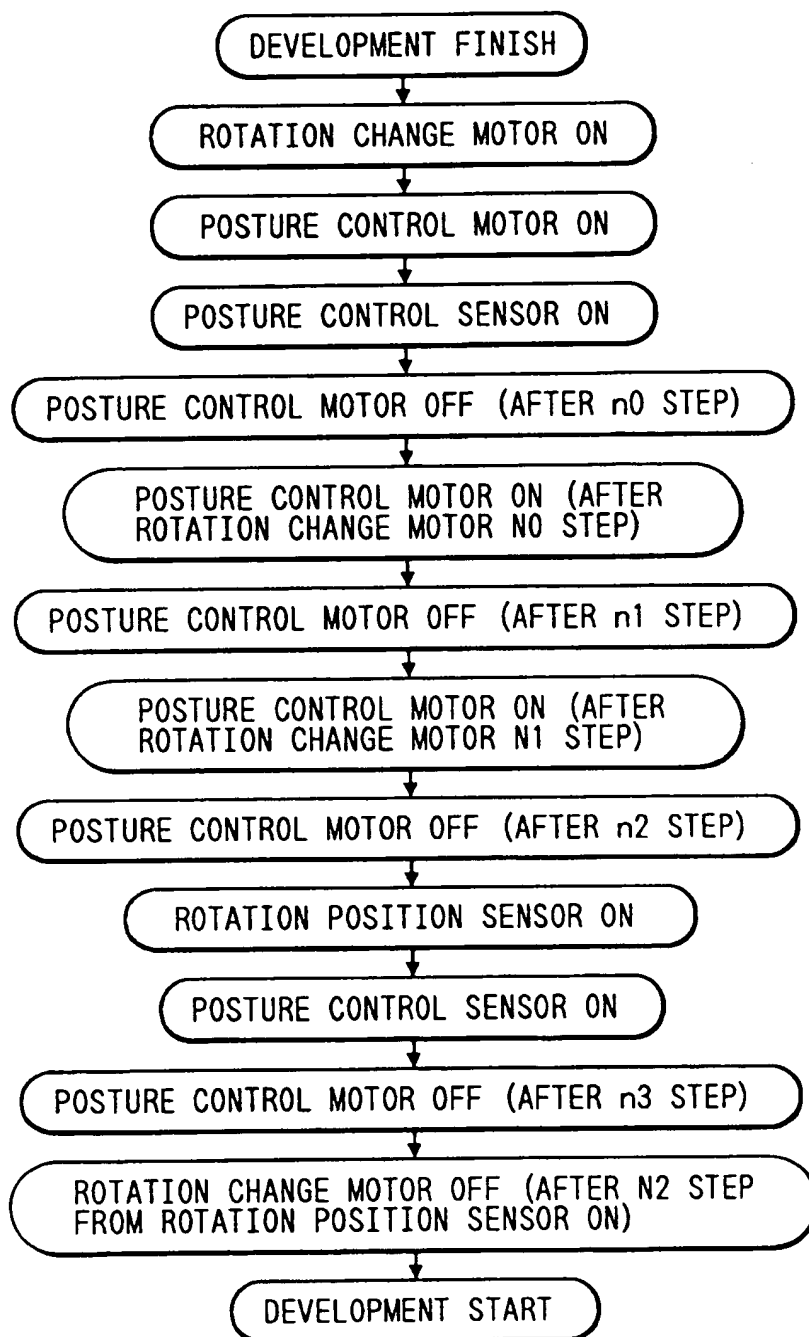 DEVELOPMENT FINISH
ROTATION CHANGE MOTOR ON
POSTURE CONTROL MOTOR ON
POSTURE CONTROL SENSOR ON
POSTURE CONTROL MOTOR OFF (AFTER n0 STEP)
POSTURE CONTROL MOTOR ON (AFTER
ROTATION CHANGE MOTOR N0 STEP)
POSTURE CONTROL MOTOR OFF (AFTER n1 STEP)
POSTURE CONTROL MOTOR ON (AFTER
ROTATION CHANGE MOTOR N1 STEP)
POSTURE CONTROL MOTOR OFF (AFTER n2 STEP)
ROTATION POSITION SENSOR ON
POSTURE CONTROL SENSOR ON
POSTURE CONTROL MOTOR OFF (AFTER n3 STEP)
ROTATION CHANGE MOTOR OFF (AFTER N2 STEP
FROM ROTATION POSITION SENSOR ON)
DEVELOPMENT START